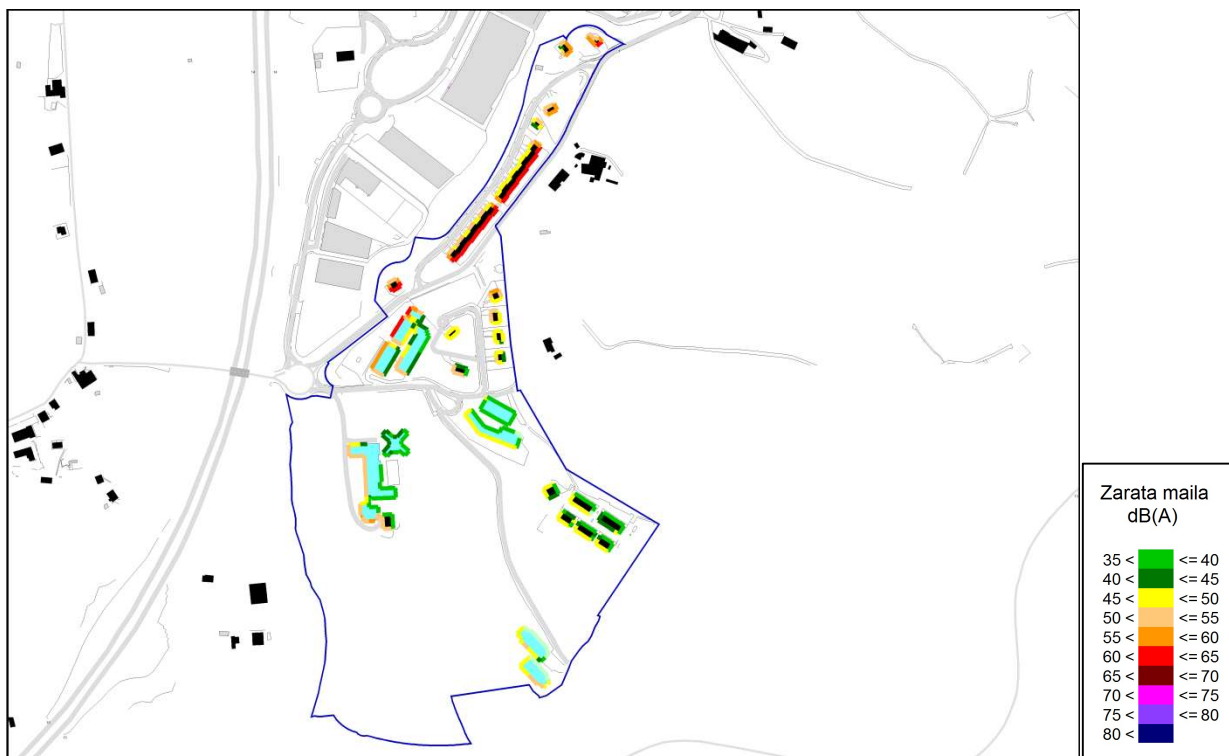 Zarata maila
dB(A)
35 < <= 40
40 < <= 45
45 < <= 50
50 < <= 55
55 < <= 60
60 < <= 65
65 < <= 70
70 < <= 75
75 < <= 80
80 <